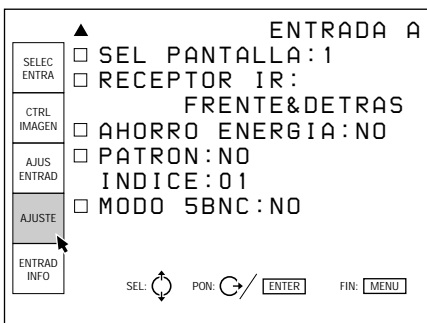 ENTRADA A
SELEC
ENTRA
CTRL
IMAGEN
AJUS
ENTRAD
AJUSTE
ENTRAD
INFO
SEL PANTALLA:1
RECEPTOR IR:
FRENTE&DETRAS
AHORRO ENERGIA:NO
PATRON:NO
INDICE:01
MODO 5BNC:NO
SEL: PON: ENTER FIN: MENU